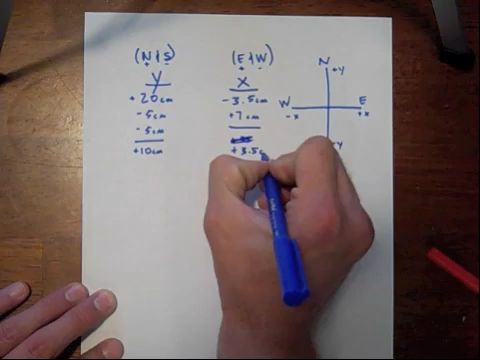 (N & S)
+ -
Y
+20cm
-5cm
-5cm
+10cm
(E & W)
+ -
X
-3.5cm
+7cm
+3.5c
N
+y
W
E
-x
+x
-y